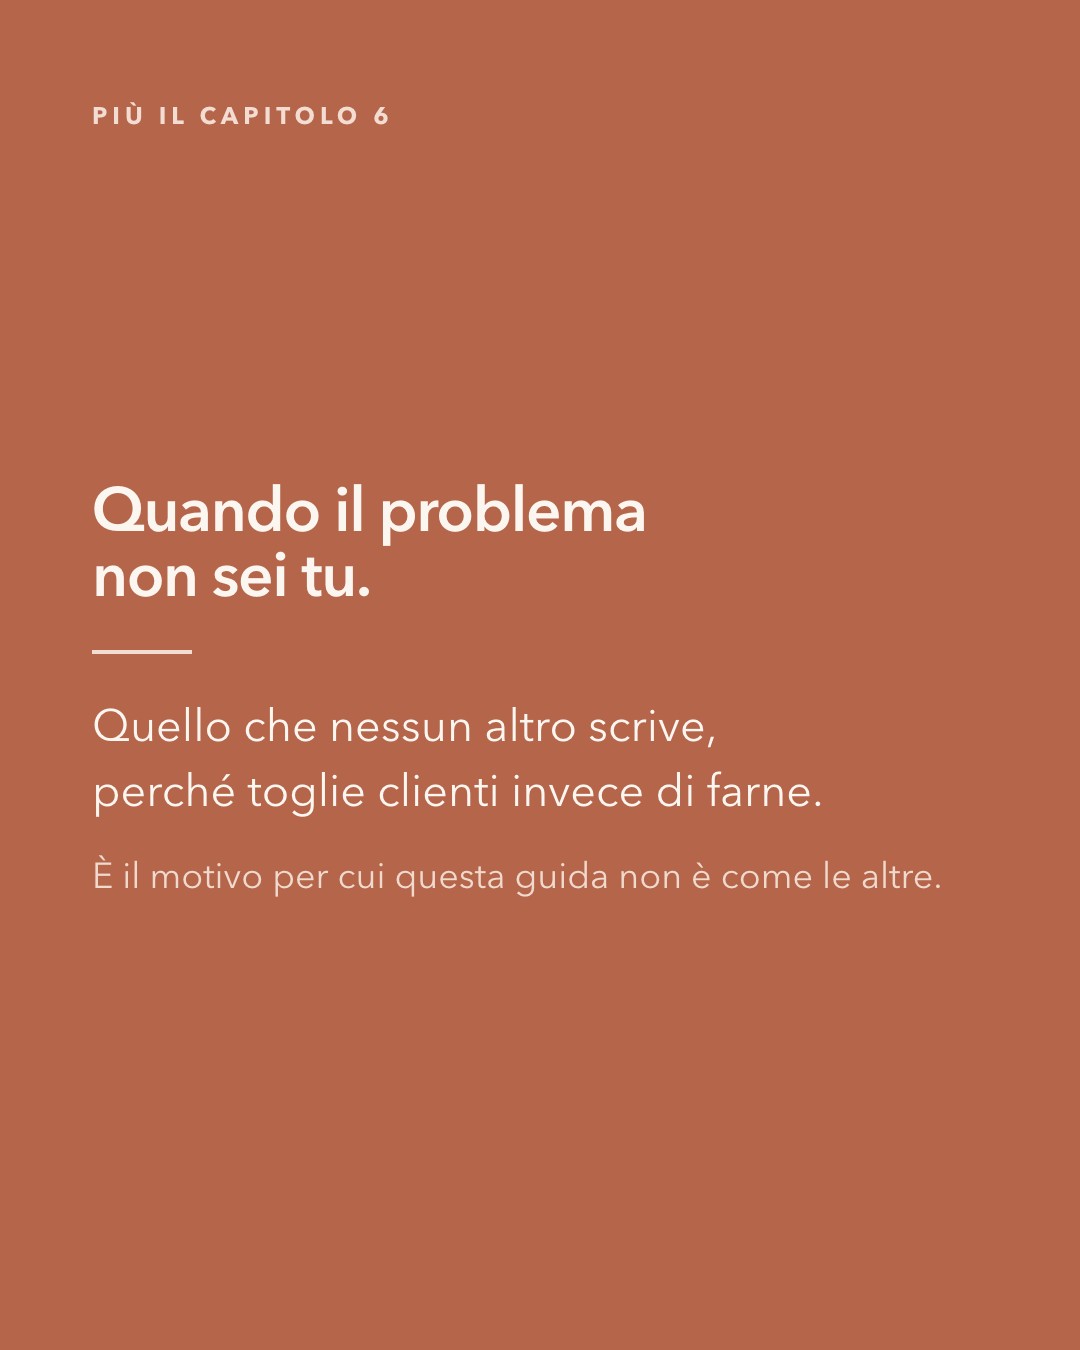 PIÙ IL CAPITOLO 6
Quando il problema
non sei tu.
Quello che nessun altro scrive,
perché toglie clienti invece di farne.
È il motivo per cui questa guida non è come le altre.